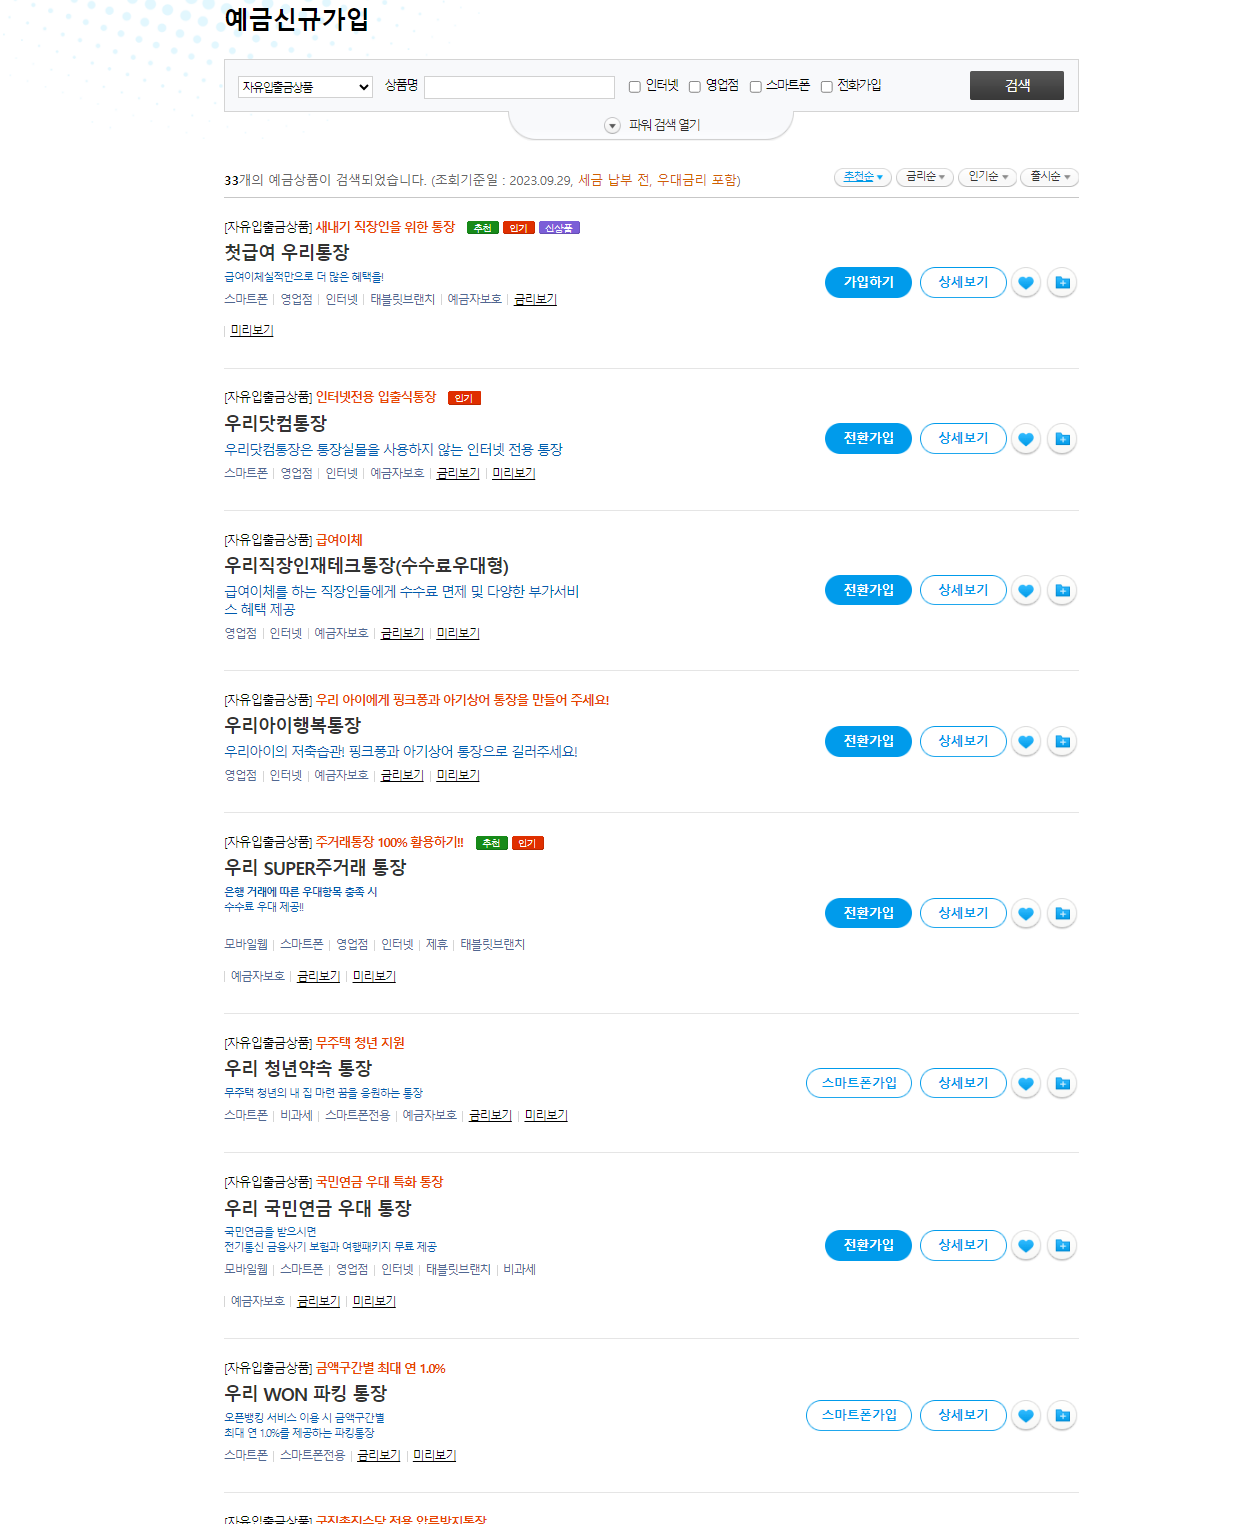 예금신규가입
자유입출금상품 상품명 인터넷 영업점 스마트폰 전화가입 검색
파워 검색 열기
33개의 예금상품이 검색되었습니다. (조회기준일 : 2023.09.29, 세금 납부 전, 우대금리 포함) 추천순 금리순 인기순 출시순
[자유입출금상품] 새내기 직장인을 위한 통장 추천 인기 신상품
첫급여 우리통장
급여이체실적만으로 더 많은 혜택을!
가입하기 상세보기
스마트폰 | 영업점 | 인터넷 | 태블릿브랜치 | 예금자보호 | 금리보기
| 미리보기
[자유입출금상품] 인터넷전용 입출식통장 인기
우리닷컴통장
전환가입 상세보기
우리닷컴통장은 통장실물을 사용하지 않는 인터넷 전용 통장
스마트폰 | 영업점 | 인터넷 | 예금자보호 | 금리보기 | 미리보기
[자유입출금상품] 급여이체
우리직장인재테크통장(수수료우대형)
급여이체를 하는 직장인들에게 수수료 면제 및 다양한 부가서비
전환가입 상세보기
스 혜택 제공
영업점 | 인터넷 | 예금자보호 | 금리보기 | 미리보기
[자유입출금상품] 우리 아이에게 핑크퐁과 아기상어 통장을 만들어 주세요!
우리아이행복통장
전환가입 상세보기
우리아이의 저축습관! 핑크퐁과 아기상어 통장으로 길러주세요!
영업점 | 인터넷 | 예금자보호 | 금리보기 | 미리보기
[자유입출금상품] 주거래통장 100% 활용하기!! 추천 인기
우리 SUPER주거래 통장
은행 거래에 따른 우대항목 충족 시
수수료 우대 제공!!
전환가입 상세보기
모바일웹 | 스마트폰 | 영업점 | 인터넷 | 제휴 | 태블릿브랜치
| 예금자보호 | 금리보기 | 미리보기
[자유입출금상품] 무주택 청년 지원
우리 청년약속 통장
스마트폰가입 상세보기
무주택 청년의 내 집 마련 꿈을 응원하는 통장
스마트폰 | 비과세 | 스마트폰전용 | 예금자보호 | 금리보기 | 미리보기
[자유입출금상품] 국민연금 우대 특화 통장
우리 국민연금 우대 통장
국민연금을 받으시면
전기통신 금융사기 보험과 여행패키지 무료 제공
전환가입 상세보기
모바일웹 | 스마트폰 | 영업점 | 인터넷 | 태블릿브랜치 | 비과세
| 예금자보호 | 금리보기 | 미리보기
[자유입출금상품] 금액구간별 최대 연 1.0%
우리 WON 파킹 통장
오픈뱅킹 서비스 이용 시 금액구간별
스마트폰가입 상세보기
최대 연 1.0%를 제공하는 파킹통장
스마트폰 | 스마트폰전용 | 금리보기 | 미리보기
[자유입출금상품]